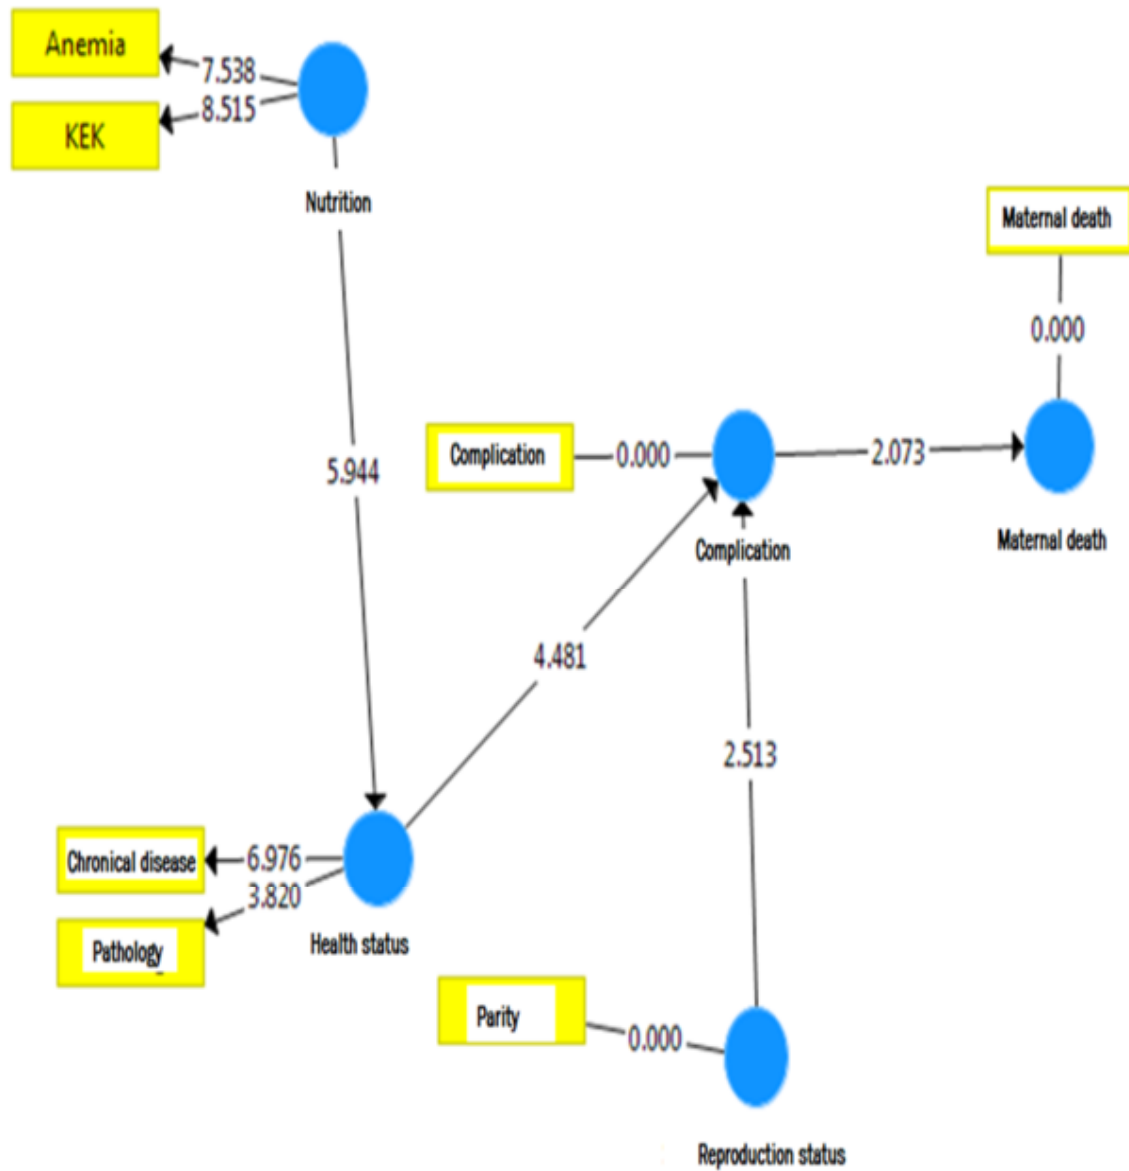 Anemia
7.538
8.515
KEK
Nutrition
Maternal death
0.000
5.944
Complication
0.000
2.073
Complication
Maternal death
4.481
2.513
Chronical disease
6.976
3.820
Pathology
Health status
Parity
0.000
Reproduction status